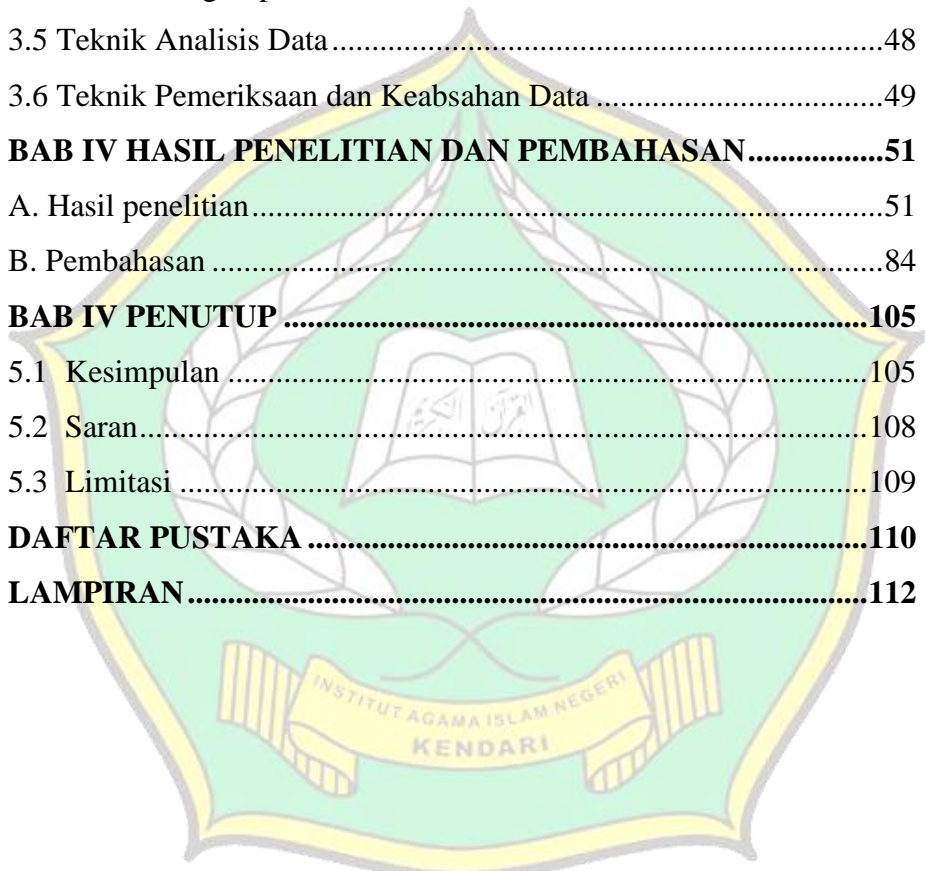 3.5 Teknik Analisis Data....................................................................48
3.6 Teknik Pemeriksaan dan Keabsahan Data ...................................49
BAB IV HASIL PENELITIAN DAN PEMBAHASAN.................51
A. Hasil penelitian..............................................................................51
B. Pembahasan ...................................................................................84
BAB IV PENUTUP .........................................................................105
5.1 Kesimpulan ................................................................................105
5.2 Saran...........................................................................................108
5.3 Limitasi ......................................................................................109
DAFTAR PUSTAKA ......................................................................110
LAMPIRAN.....................................................................................112
القرآن الكريم
INSTITUT AGAMA ISLAM NEGERI
KENDARI